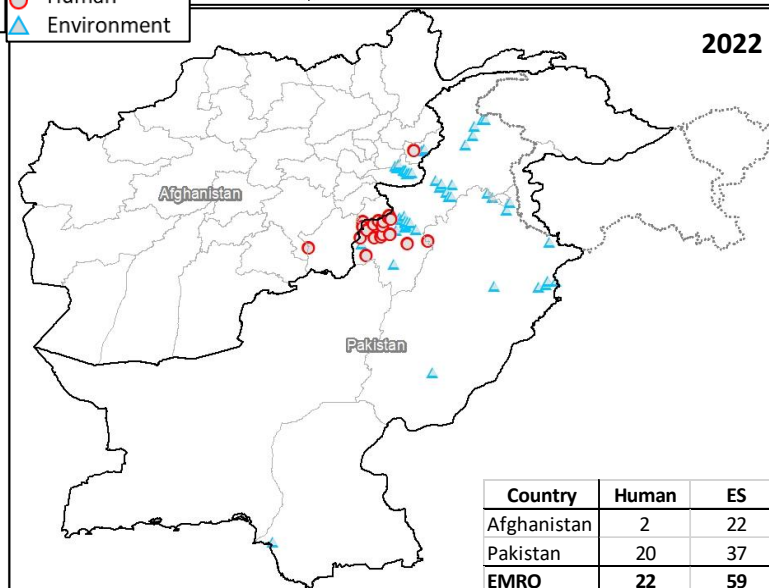 Human
Environment
2022
Afghanistan
Pakistan
Country Human ES
Afghanistan 2 22
Pakistan 20 37
EMRO 22 59